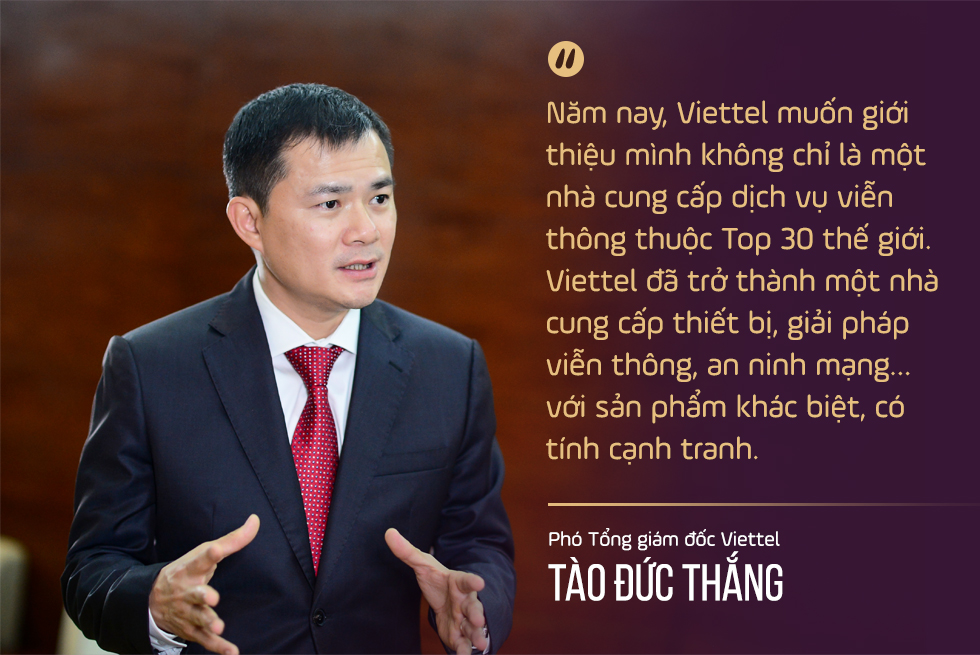 Năm nay, Viettel muốn giới
thiệu mình không chỉ là một
nhà cung cấp dịch vụ viễn
thông thuộc Top 30 thế giới.
Viettel đã trở thành một nhà
cung cấp thiết bị, giải pháp
viễn thông, an ninh mạng...
với sản phẩm khác biệt, có
tính cạnh tranh.
Phó Tổng giám đốc Viettel
TÀO ĐỨC THẮNG